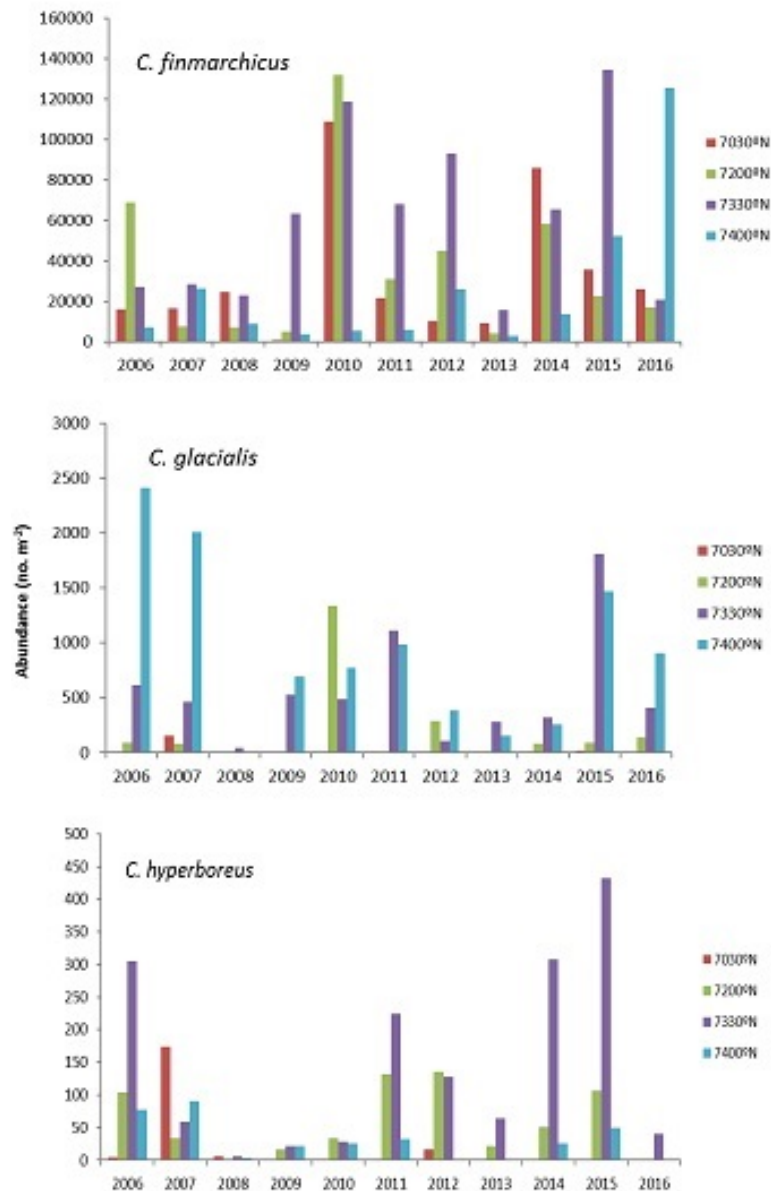 160000
140000
120000
100000
80000
60000
40000
20000
0
C. finmarchicus
7030ºN
7200ºN
7330ºN
7400ºN
2006 2007 2008 2009 2010 2011 2012 2013 2014 2015 2016
Abundance (no. m-2)
3000
2500
2000
1500
1000
500
0
C. glacialis
7030ºN
7200ºN
7330ºN
7400ºN
2006 2007 2008 2009 2010 2011 2012 2013 2014 2015 2016
500
450
400
350
300
250
200
150
100
50
0
C. hyperboreus
7030ºN
7200ºN
7330ºN
7400ºN
2006 2007 2008 2009 2010 2011 2012 2013 2014 2015 2016